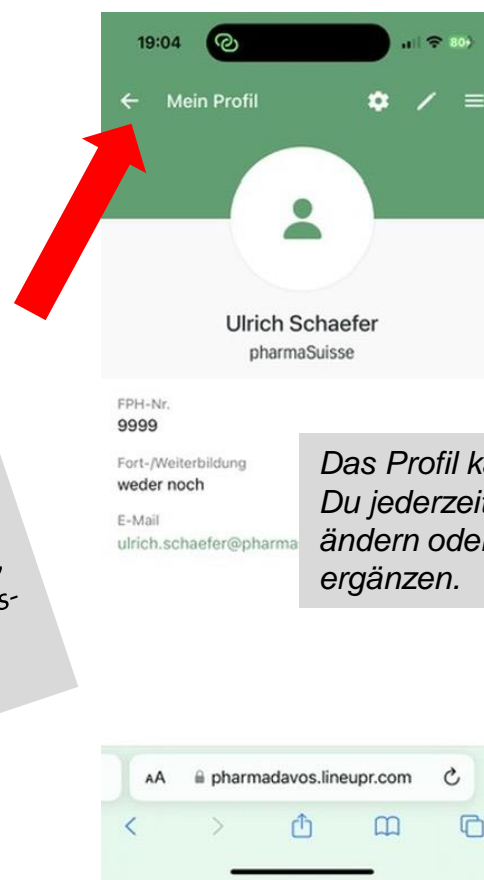 19:04
80
Mein Profil
Ulrich Schaefer
pharmaSuisse
FPH-Nr.
9999
Fort-/Weiterbildung
weder noch
E-Mail
ulrich.schaefer@pharma
Das Profil
Du jederzeit
ändern
ergänzen.
s-
AA pharmadavos.lineupr.com